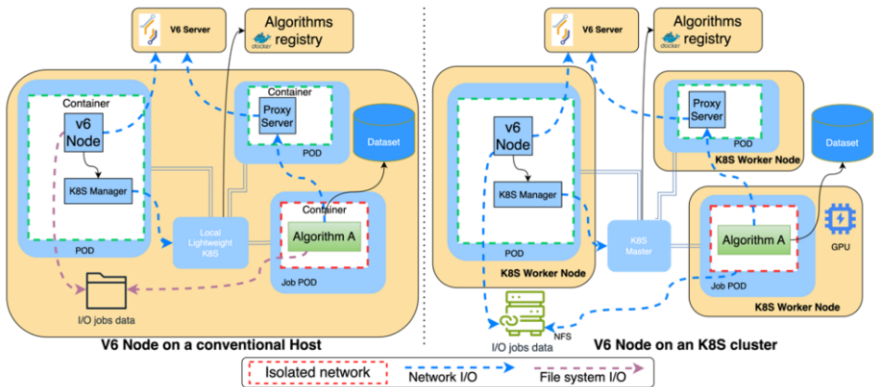 V6 Server
Algorithms
registry
docker
Container
v6
Node
K8S Manager
POD
Container
Proxy
Server
POD
Dataset
Local
Lightweight
K8S
Container
Algorithm A
Job POD
I/O jobs data
V6 Node on a conventional Host
V6 Server
Algorithms
registry
docker
v6
Node
K8S Manager
POD
K8S Worker Node
Proxy
Server
POD
K8S Worker Node
Dataset
K8S
Master
Algorithm A
GPU
Job POD
K8S Worker Node
NFS
I/O jobs data
V6 Node on an K8S cluster
Isolated network
Network I/O
File system I/O